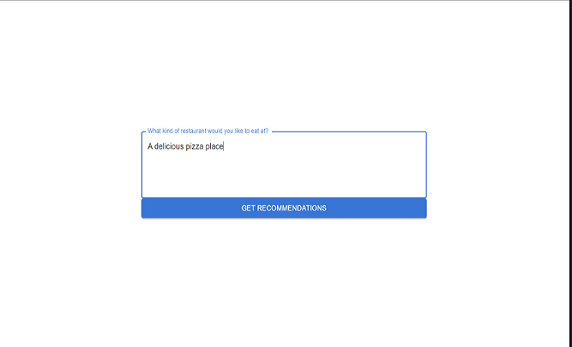 What kind of restaurant would you like to eat at?
A delicious pizza place
GET RECOMMENDATIONS